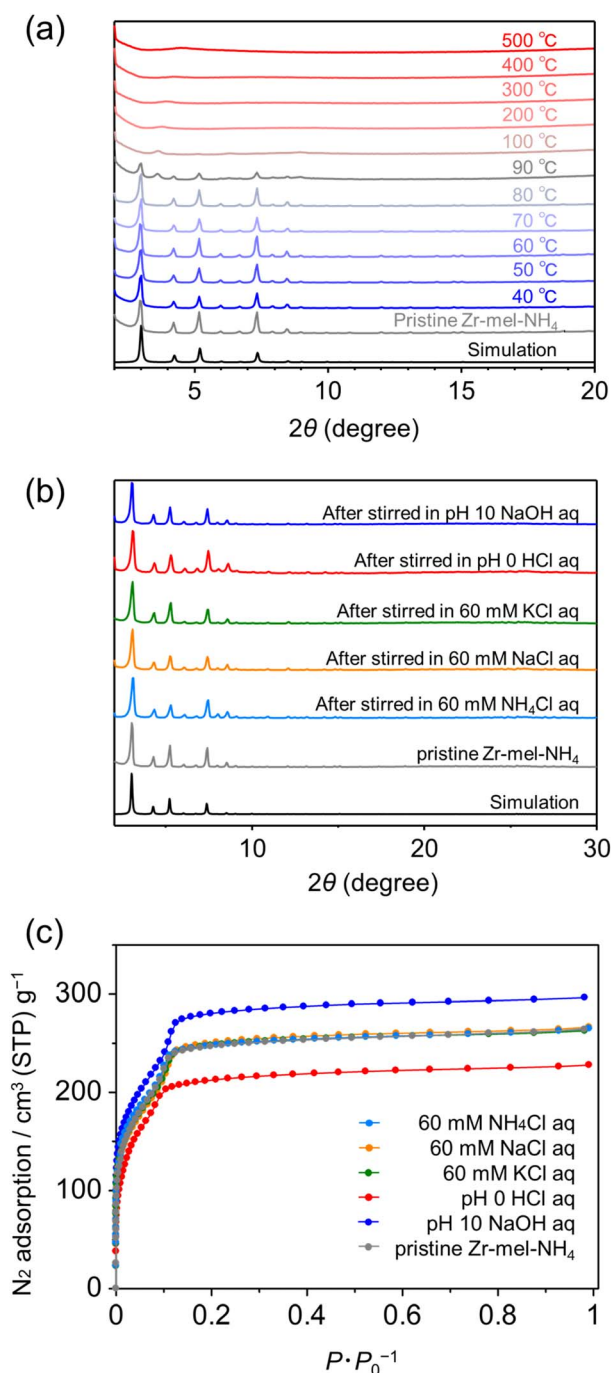 (a)
500 ℃
400 ℃
300 ℃
200 ℃
100 ℃
90 ℃
80 ℃
70 ℃
60 ℃
50 ℃
40 ℃
Pristine Zr-mel-NH₄
Simulation
5 10 15 20
2θ (degree)
(b)
After stirred in pH 10 NaOH aq
After stirred in pH 0 HCl aq
After stirred in 60 mM KCl aq
After stirred in 60 mM NaCl aq
After stirred in 60 mM NH₄Cl aq
pristine Zr-mel-NH₄
Simulation
10 20 30
2θ (degree)
(c)
N₂ adsorption / cm³ (STP) g⁻¹
300
200
100
0
60 mM NH₄Cl aq
60 mM NaCl aq
60 mM KCl aq
pH 0 HCl aq
pH 10 NaOH aq
pristine Zr-mel-NH₄
0 0.2 0.4 0.6 0.8 1
P・P₀⁻¹